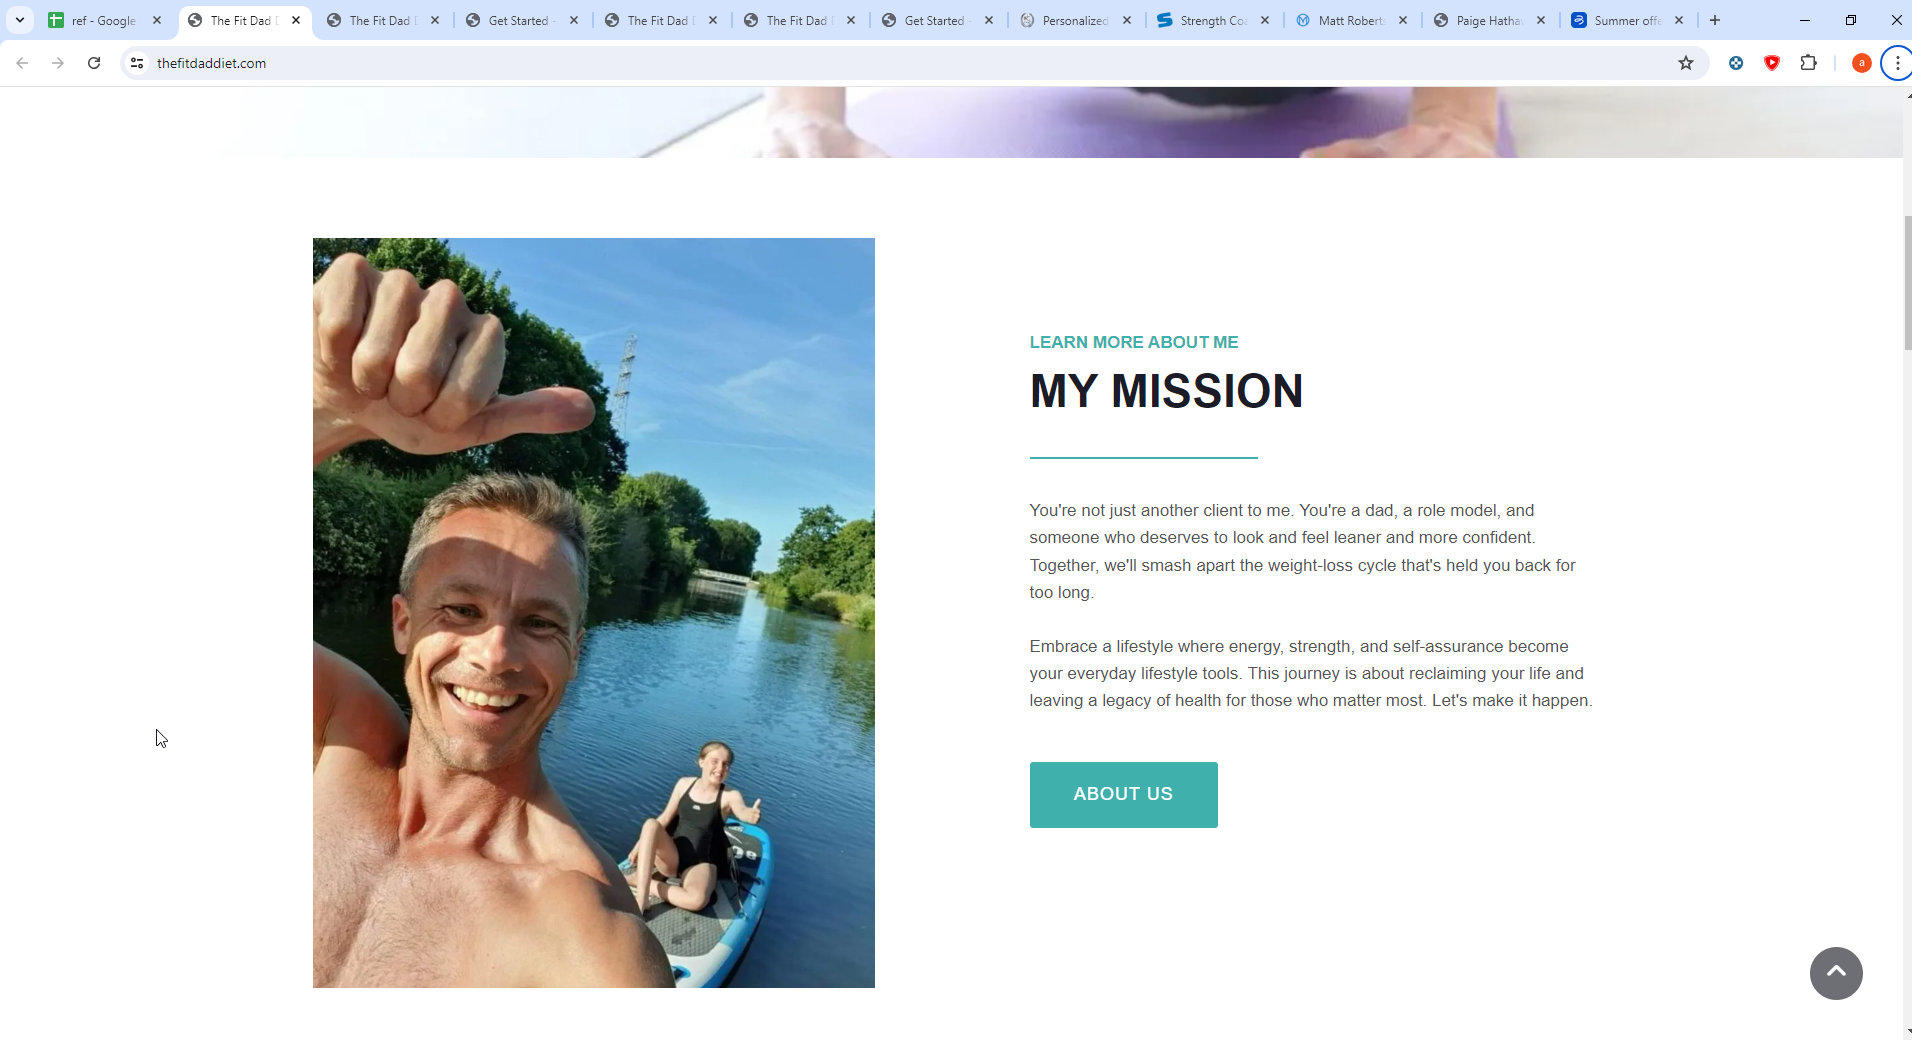 ref - Google
The Fit Dad D
The Fit Dad D
Get Started -
The Fit Dad D
The Fit Dad D
Get Started -
Personalized
Strength Coa
Matt Roberts
Paige Hathaw
Summer offe
thefitdaddiet.com
a
LEARN MORE ABOUT ME
MY MISSION
You're not just another client to me. You're a dad, a role model, and
someone who deserves to look and feel leaner and more confident.
Together, we'll smash apart the weight-loss cycle that's held you back for
too long.
Embrace a lifestyle where energy, strength, and self-assurance become
your everyday lifestyle tools. This journey is about reclaiming your life and
leaving a legacy of health for those who matter most. Let's make it happen.
ABOUT US